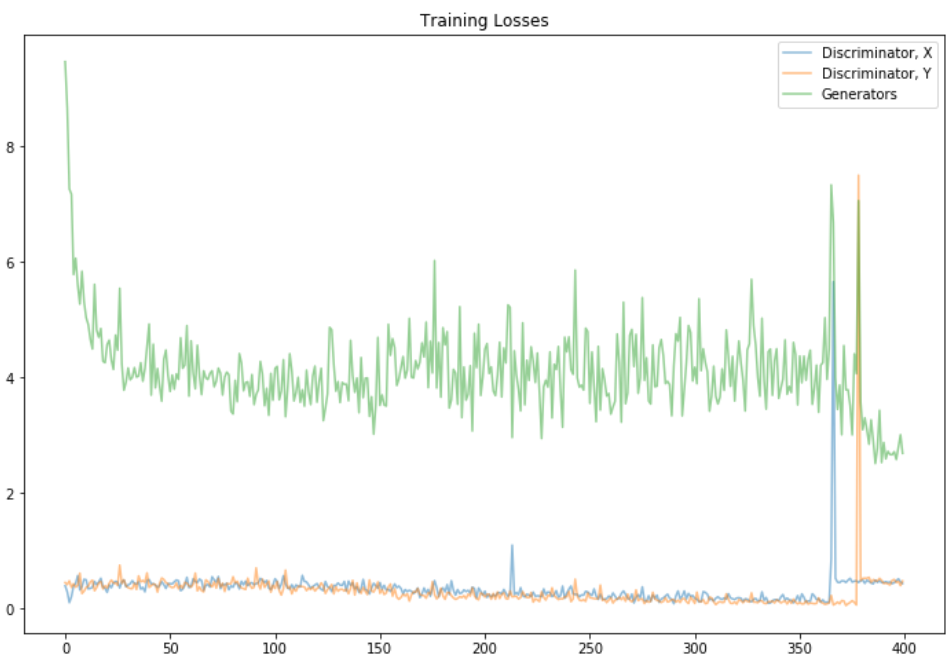 Training Losses
Discriminator, X
Discriminator, Y
Generators
8
6
4
2
0
0 50 100 150 200 250 300 350 400